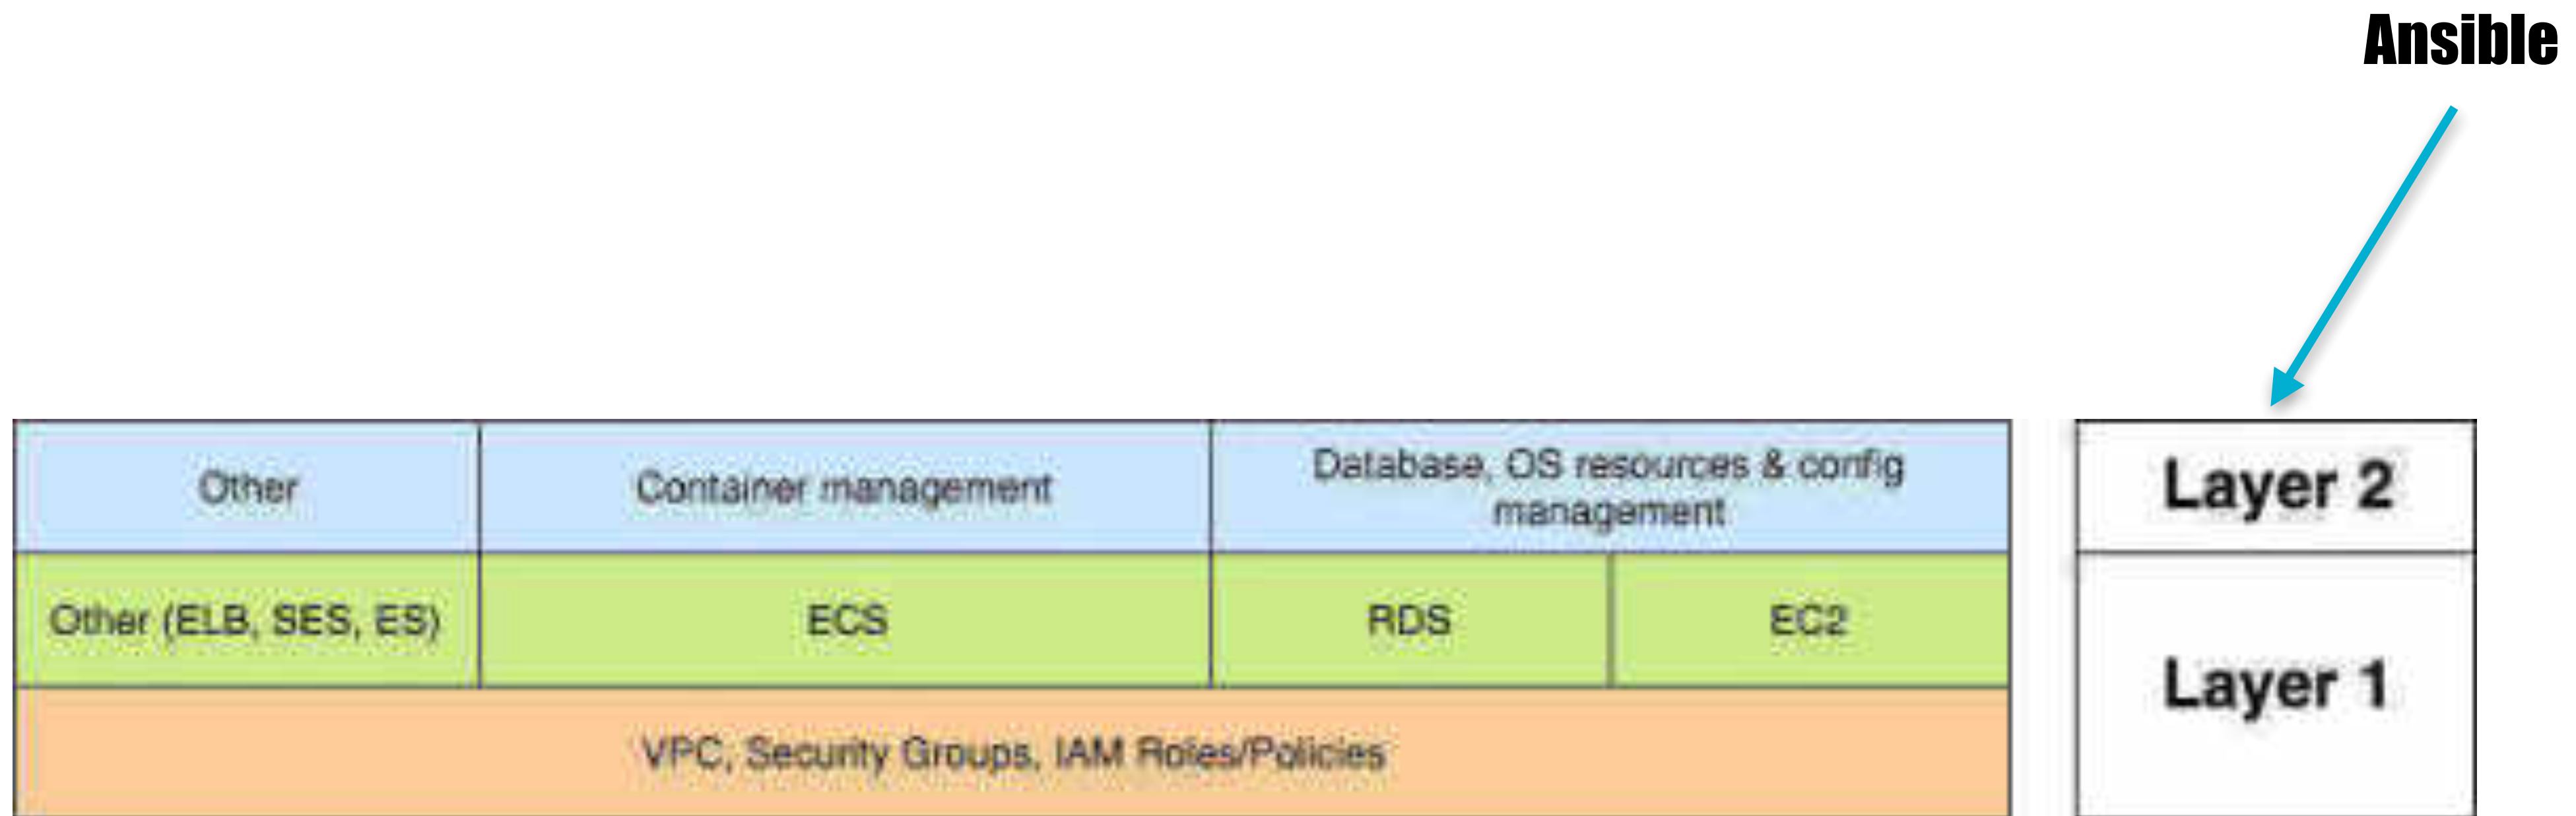 Ansible
Other
Container management
Database, OS resources & config
management
Layer 2
Other (ELB, SES, ES)
ECS
RDS
EC2
Layer 1
VPC, Security Groups, IAM Roles/Policies